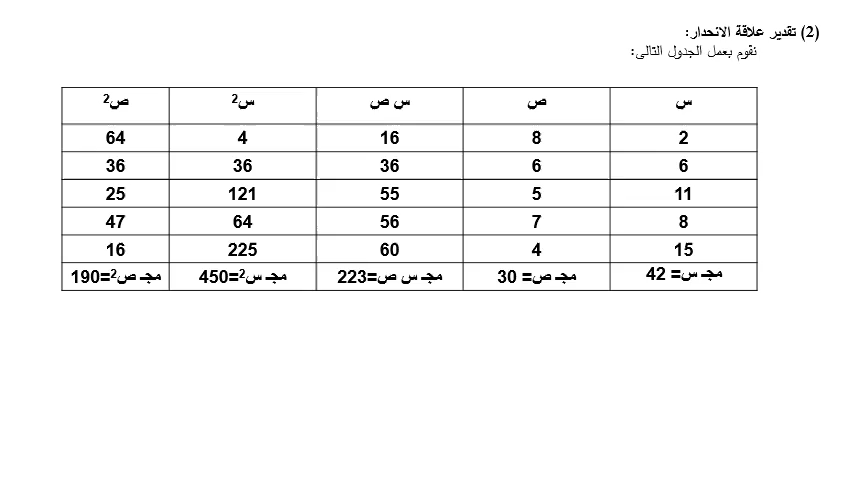 (2) تقدير علاقة الانحدار:
نقوم بعمل الجدول التالى:
س ص س ص س2 ص2
2 8 16 4 64
6 6 36 36 36
11 5 55 121 25
8 7 56 64 47
15 4 60 225 16
مجـ س= 42 مجـ ص= 30 مجـ س ص=223 مجـ س2=450 مجـ ص2=190